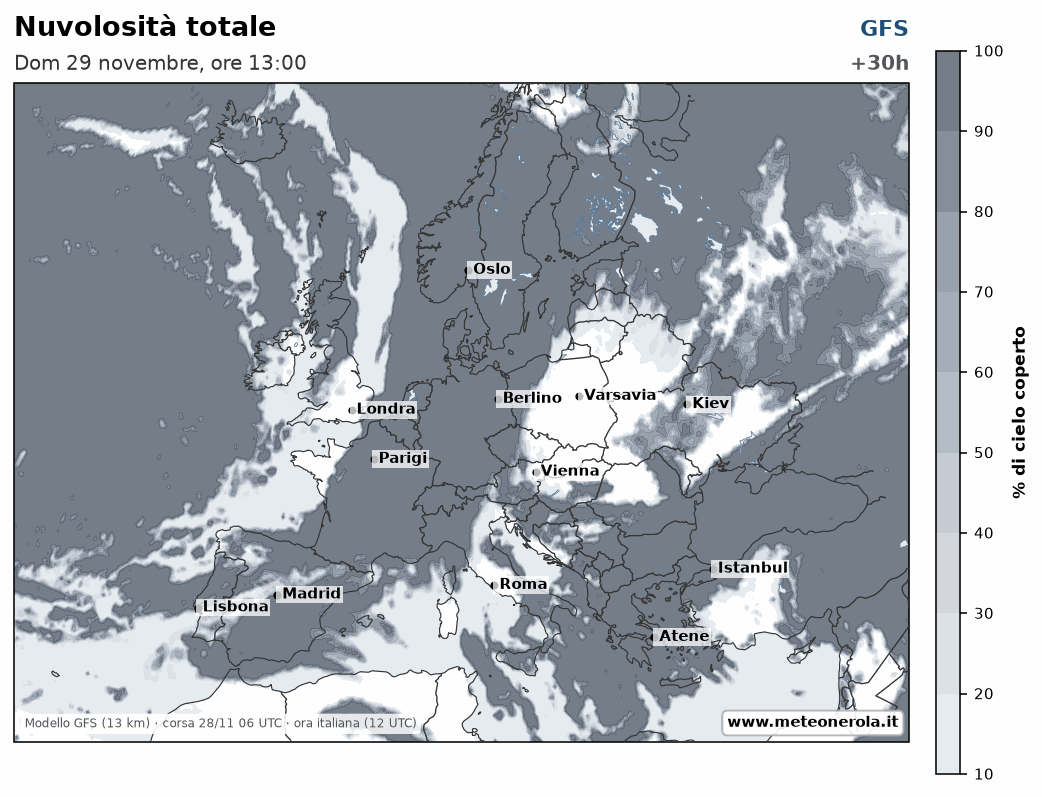 Nuvolosità totale
GFS
Dom 29 novembre, ore 13:00
+30h
100
90
80
70
60
50
40
30
20
10
% di cielo coperto
Oslo
Londra
Berlino
Varsavia
Kiev
Parigi
Vienna
Istanbul
Roma
Madrid
Lisbona
Atene
Modello GFS (13 km) · corsa 28/11 06 UTC · ora italiana (12 UTC)
www.meteonerola.it